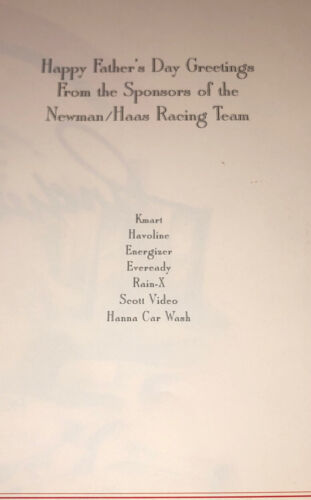 Happy Father's Day Greetings
From the Sponsors of the
Newman/Haas Racing Team
Kmart
Havoline
Energizer
Eveready
Rain-X
Scott Video
Hanna Car Wash